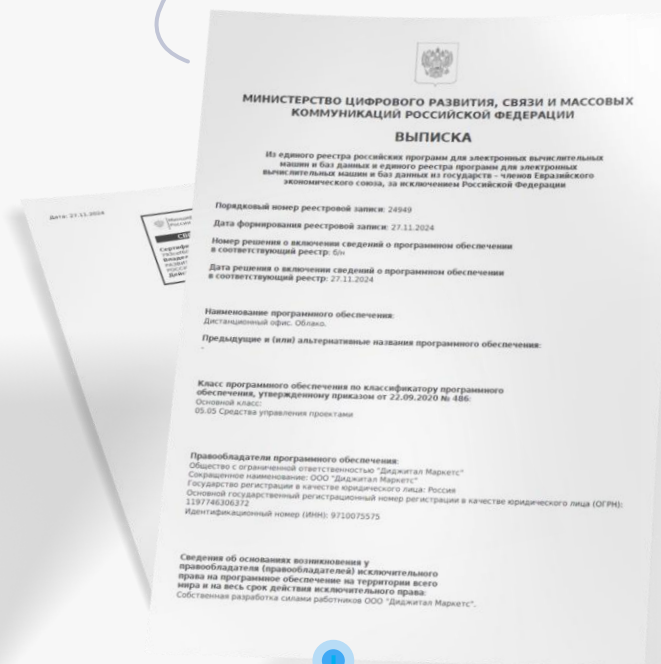 МИНИСТЕРСТВО ЦИФРОВОГО РАЗВИТИЯ, СВЯЗИ И МАССОВЫХ
КОММУНИКАЦИЙ РОССИЙСКОЙ ФЕДЕРАЦИИ
ВЫПИСКА
Из единого реестра российских программ для электронных вычислительных
машин и баз данных и единого реестра программ для электронных
вычислительных машин и баз данных из государств – членов Евразийского
экономического союза, за исключением Российской Федерации
Порядковый номер реестровой записи: 24949
Дата формирования реестровой записи: 27.11.2024
Номер решения о включении сведений о программном обеспечении
в соответствующий реестр: б/н
Дата решения о включении сведений о программном обеспечении
в соответствующий реестр: 27.11.2024
Наименование программного обеспечения:
Дистанционный офис. Облако.
Предыдущие и (или) альтернативные названия программного обеспечения:
-
Класс программного обеспечения по классификатору программного
обеспечения, утвержденному приказом от 22.09.2020 № 486:
Основной класс:
05.05 Средства управления проектами
Правообладатели программного обеспечения:
Общество с ограниченной ответственностью "Диджитал Маркетс"
Сокращенное наименование: ООО "Диджитал Маркетс"
Государство регистрации в качестве юридического лица: Россия
Основной государственный регистрационный номер регистрации в качестве юридического лица (ОГРН):
1197746306372
Идентификационный номер (ИНН): 9710075575
Сведения об основаниях возникновения у
правообладателя (правообладателей) исключительного
права на программное обеспечение на территории всего
мира и на весь срок действия исключительного права:
Собственная разработка силами работников ООО "Диджитал Маркетс".
Дата: 27.11.2024